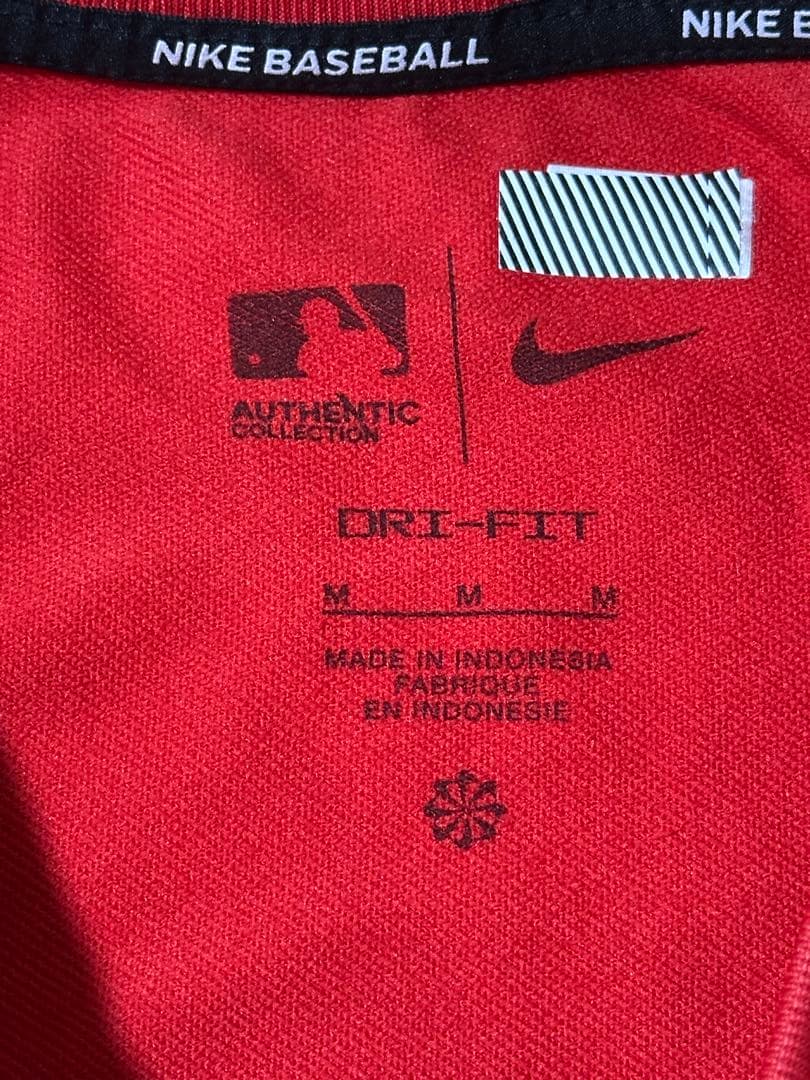 NIKE BASEBALL
NIKE
AUTHENTIC
COLLECTION
DRI-FIT
M M M
MADE IN INDONESIA
FABRIQUE
EN INDONESIE